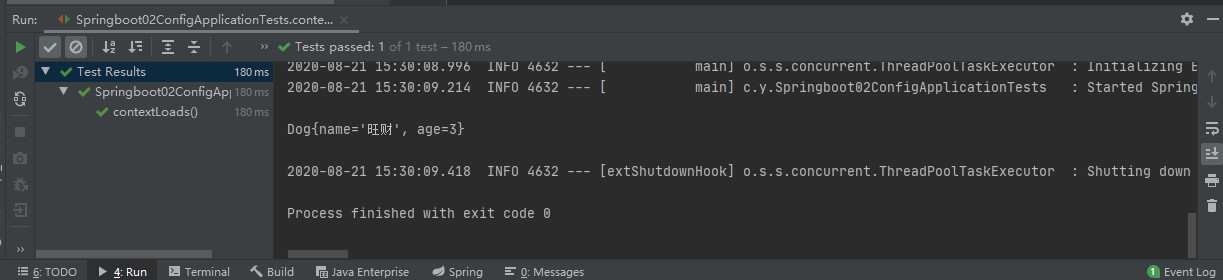 Run: Springboot02ConfigApplicationTests.conte... ×
» Tests passed: 1 of 1 test – 180 ms
Test Results 180 ms
Springboot02ConfigApp 180 ms
contextLoads() 180 ms
2020-08-21 15:30:08.996  INFO 4632 --- [           main] o.s.s.concurrent.ThreadPoolTaskExecutor  : Initializing E
2020-08-21 15:30:09.214  INFO 4632 --- [           main] c.y.Springboot02ConfigApplicationTests   : Started Spring
Dog{name='旺财', age=3}
2020-08-21 15:30:09.418  INFO 4632 --- [extShutdownHook] o.s.s.concurrent.ThreadPoolTaskExecutor  : Shutting down
Process finished with exit code 0
»
6: TODO 4: Run Terminal Build Java Enterprise Spring 0: Messages 1 Event Log